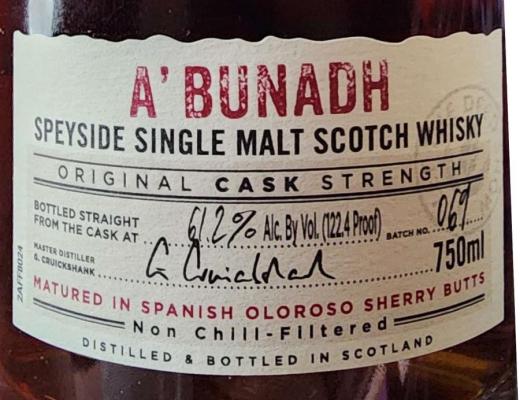 A'BUNADH
SPEYSIDE SINGLE MALT SCOTCH WHISKY
ORIGINAL CASK STRENGTH
BOTTLED STRAIGHT
FROM THE CASK AT 61.2% Alc. By Vol. (122.4 Proof) BATCH NO. 069
MASTER DISTILLER
G. CRUICKSHANK G Cruickshank 750ml
MATURED IN SPANISH OLOROSO SHERRY BUTTS
Non Chill-Filtered
DISTILLED & BOTTLED IN SCOTLAND
2AFF8024